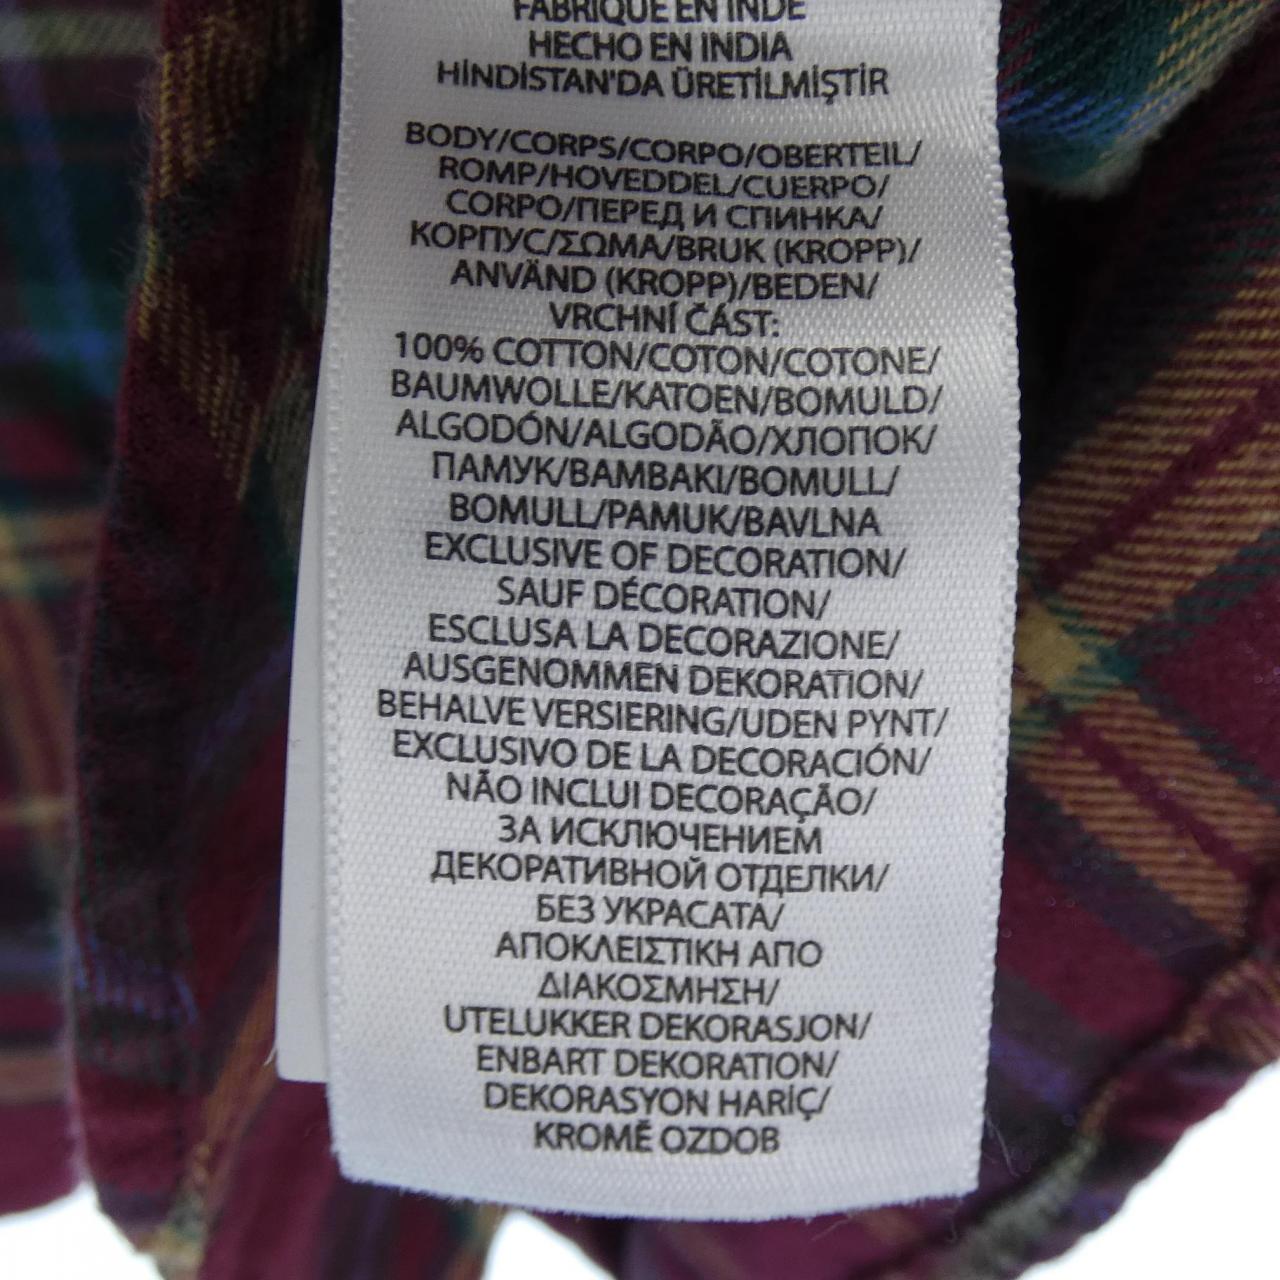 FABRIQUÉ EN INDE
HECHO EN INDIA
HİNDİSTAN'DA ÜRETİLMİŞTİR
BODY/CORPS/CORPO/OBERTEIL/
ROMP/HOVEDDEL/CUERPO/
CORPO/ПЕРЕД И СПИНКА/
КОРПУС/ΣΩΜΑ/BRUK (KROPP)/
ANVÄND (KROPP)/BEDEN/
VRCHNÍ ČÁST:
100% COTTON/COTON/COTONE/
BAUMWOLLE/KATOEN/BOMULD/
ALGODÓN/ALGODÃO/ХЛОПОК/
ПАМУК/BAMBAKI/BOMULL/
BOMULL/PAMUK/BAVLNA
EXCLUSIVE OF DECORATION/
SAUF DÉCORATION/
ESCLUSA LA DECORAZIONE/
AUSGENOMMEN DEKORATION/
BEHALVE VERSIERING/UDEN PYNT/
EXCLUSIVO DE LA DECORACIÓN/
NÃO INCLUI DECORAÇÃO/
ЗА ИСКЛЮЧЕНИЕМ
ДЕКОРАТИВНОЙ ОТДЕЛКИ/
БЕЗ УКРАСАТА/
ΑΠΟΚΛΕΙΣΤΙΚΗ ΑΠΟ
ΔΙΑΚΟΣΜΗΣΗ/
UTELUKKER DEKORASJON/
ENBART DEKORATION/
DEKORASYON HARİÇ/
KROMĚ OZDOB